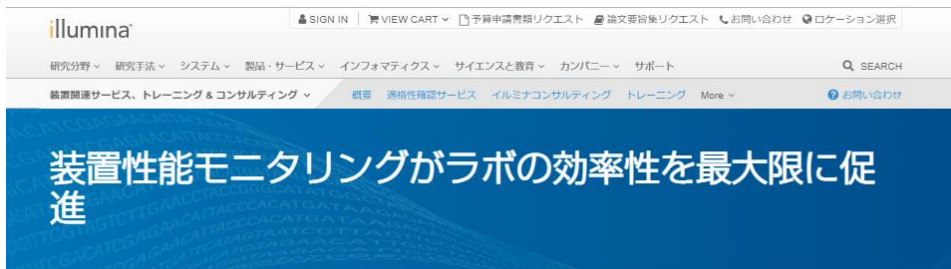 illumina®
SIGN IN VIEW CART 予算申請書類リクエスト 論文要旨集リクエスト お問い合わせ ロケーション選択
研究分野 研究手法 システム 製品・サービス インフォマティクス サイエンスと教育 カンパニー サポート SEARCH
装置関連サービス、トレーニング & コンサルティング 概要 適格性確認サービス イルミナコンサルティング トレーニング More お問い合わせ
装置性能モニタリングがラボの効率性を最大限に促
進